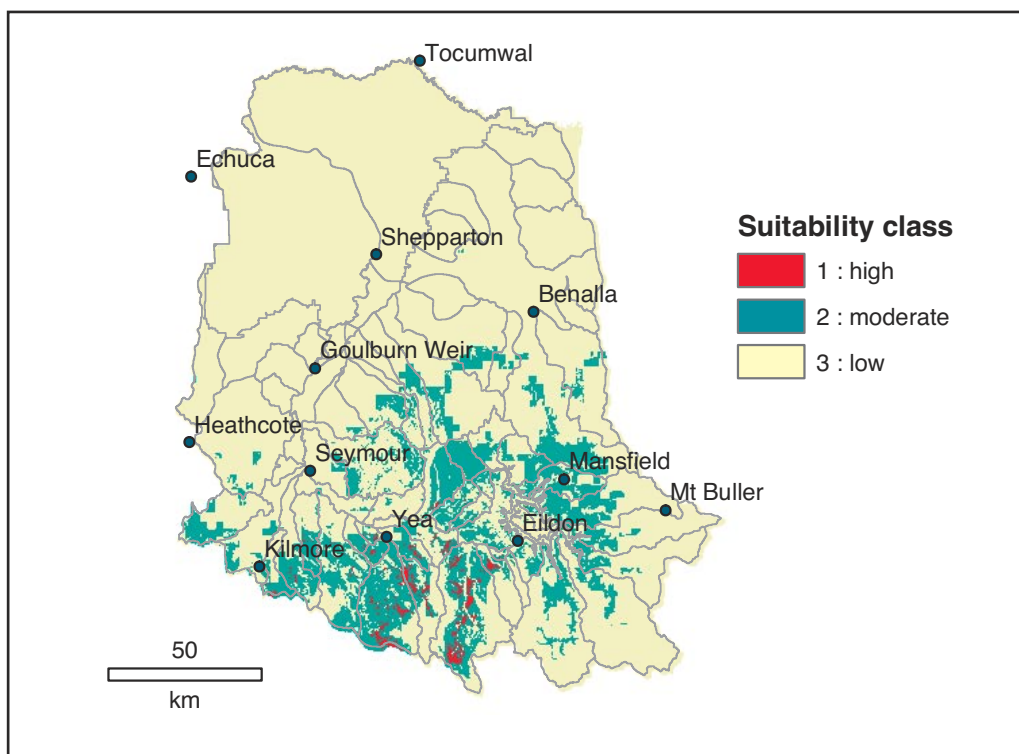 Tocumwal
Echuca
Shepparton
Suitability class
1 : high
Benalla
2 : moderate
Goulburn Weir
3 : low
Heathcote
Seymour
Mansfield
Mt Buller
Yea
Eildon
Kilmore
50
km